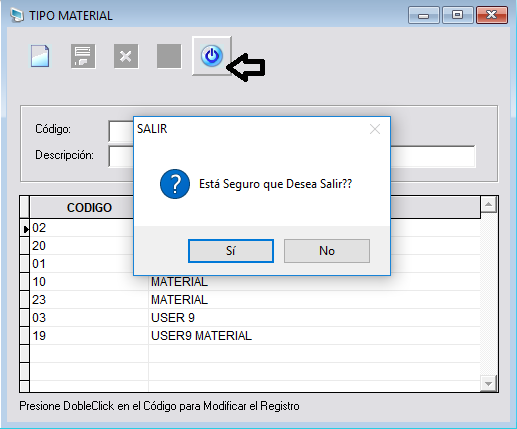 TIPO MATERIAL
Código:
Descripción:
SALIR
Está Seguro que Desea Salir??
Sí No
CODIGO
02
20
01
10 MATERIAL
23 MATERIAL
03 USER 9
19 USER9 MATERIAL
Presione DobleClick en el Código para Modificar el Registro